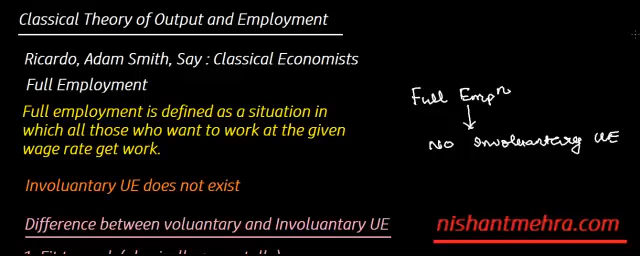 Classical Theory of Output and Employment
Ricardo, Adam Smith, Say : Classical Economists
Full Employment
Full employment is defined as a situation in
which all those who want to work at the given
wage rate get work.
Involuantary UE does not exist
Difference between voluantary and Involuantary UE
Full Empn
No Involuantary UE
nishantmehra.com